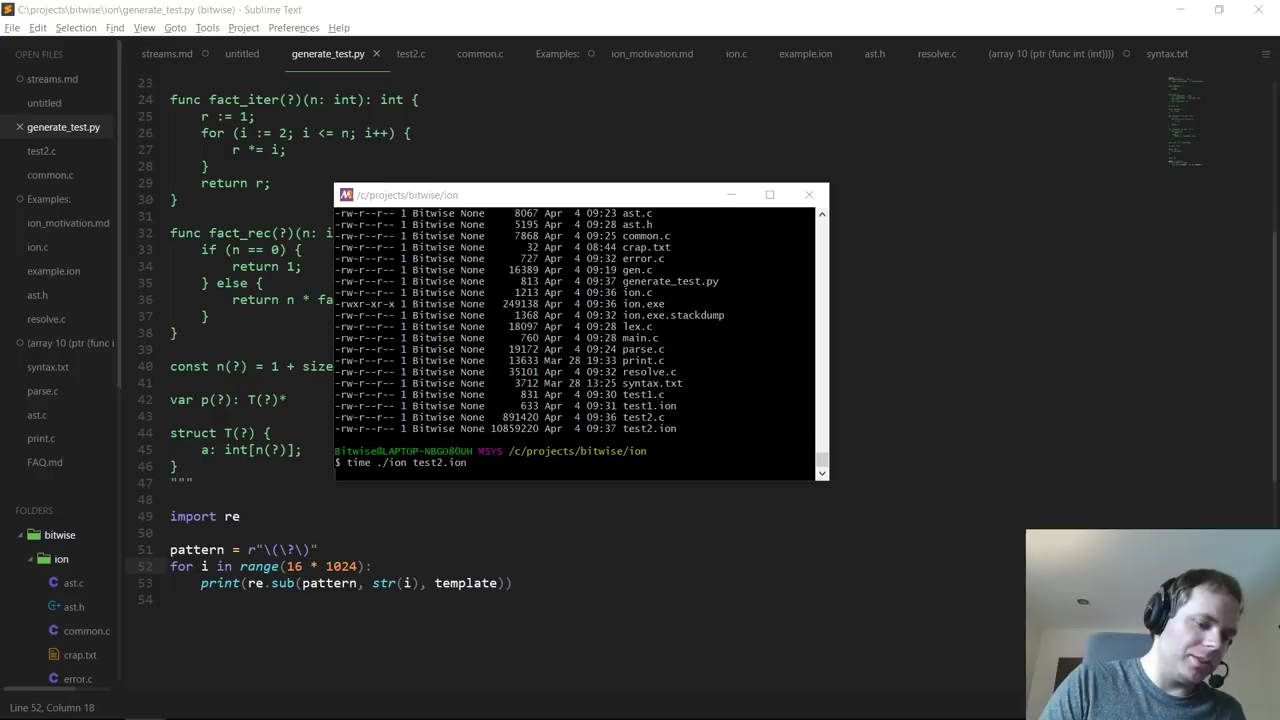 C:\projects\bitwise\ion\generate_test.py (bitwise) - Sublime Text
File Edit Selection Find View Goto Tools Project Preferences Help
OPEN FILES
streams.md
untitled
generate_test.py
test2.c
common.c
Examples:
ion_motivation.md
ion.c
example.ion
ast.h
resolve.c
(array 10 (ptr (func i
syntax.txt
parse.c
ast.c
print.c
FAQ.md
FOLDERS
bitwise
ion
ast.c
ast.h
common.c
crap.txt
error.c
streams.md untitled generate_test.py test2.c common.c Examples: ion_motivation.md ion.c example.ion ast.h resolve.c (array 10 (ptr (func int (int)))) syntax.txt
23
24 func fact_iter(?)(n: int): int {
25 r := 1;
26 for (i := 2; i <= n; i++) {
27 r *= i;
28 }
29 return r;
30 }
31
32 func fact_rec(?)(n: i
33 if (n == 0) {
34 return 1;
35 } else {
36 return n * fa
37 }
38 }
39
40 const n(?) = 1 + size
41
42 var p(?): T(?)*
43
44 struct T(?) {
45 a: int[n(?)];
46 }
47 """
48
49 import re
50
51 pattern = r"\(\?\)"
52 for i in range(16 * 1024):
53 print(re.sub(pattern, str(i), template))
54
/c/projects/bitwise/ion
-rw-r--r-- 1 Bitwise None 8067 Apr 4 09:23 ast.c
-rw-r--r-- 1 Bitwise None 5195 Apr 4 09:28 ast.h
-rw-r--r-- 1 Bitwise None 7868 Apr 4 09:25 common.c
-rw-r--r-- 1 Bitwise None 32 Apr 4 08:44 crap.txt
-rw-r--r-- 1 Bitwise None 727 Apr 4 09:32 error.c
-rw-r--r-- 1 Bitwise None 16389 Apr 4 09:19 gen.c
-rw-r--r-- 1 Bitwise None 813 Apr 4 09:37 generate_test.py
-rw-r--r-- 1 Bitwise None 1213 Apr 4 09:36 ion.c
-rwxr-xr-x 1 Bitwise None 249138 Apr 4 09:36 ion.exe
-rw-r--r-- 1 Bitwise None 1368 Apr 4 09:32 ion.exe.stackdump
-rw-r--r-- 1 Bitwise None 18097 Apr 4 09:28 lex.c
-rw-r--r-- 1 Bitwise None 760 Apr 4 09:28 main.c
-rw-r--r-- 1 Bitwise None 19172 Apr 4 09:24 parse.c
-rw-r--r-- 1 Bitwise None 13633 Mar 28 19:33 print.c
-rw-r--r-- 1 Bitwise None 35101 Apr 4 09:32 resolve.c
-rw-r--r-- 1 Bitwise None 3712 Mar 28 13:25 syntax.txt
-rw-r--r-- 1 Bitwise None 831 Apr 4 09:30 test1.c
-rw-r--r-- 1 Bitwise None 633 Apr 4 09:31 test1.ion
-rw-r--r-- 1 Bitwise None 891420 Apr 4 09:36 test2.c
-rw-r--r-- 1 Bitwise None 10859220 Apr 4 09:37 test2.ion
Bitwise@LAPTOP-NBGO8OUH MSYS /c/projects/bitwise/ion
$ time ./ion test2.ion
Line 52, Column 18